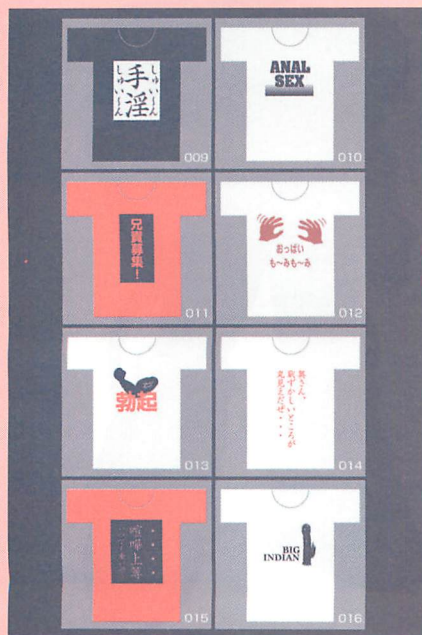 手淫
しゅい〜ん
しゅい〜ん
009
ANAL
SEX
010
兄貴募集！
011
おっぱい
も〜みも〜み
012
勃起
013
奥さん、
恥ずかしいところが
丸見えだぜ・・・
014
喧嘩上等
015
BIG
INDIAN
016